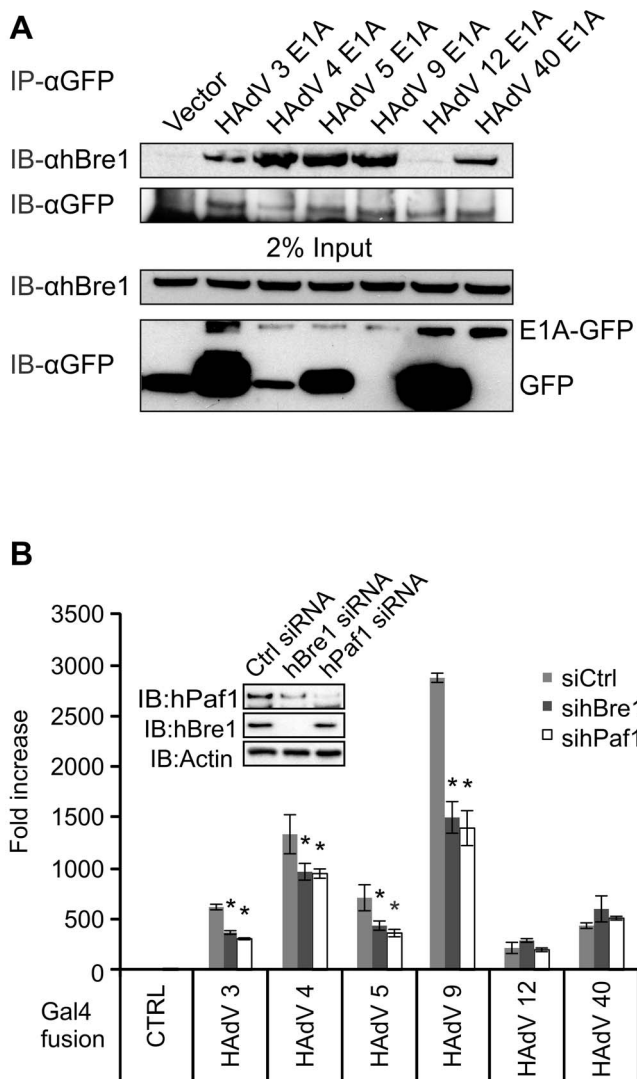 A
IP-αGFP
Vector
HAdV 3 E1A
HAdV 4 E1A
HAdV 5 E1A
HAdV 9 E1A
HAdV 12 E1A
HAdV 40 E1A
IB-αhBre1
IB-αGFP
2% Input
IB-αhBre1
IB-αGFP
E1A-GFP
GFP
B
Ctrl siRNA
hBre1 siRNA
hPaf1 siRNA
IB:hPaf1
IB:hBre1
IB:Actin
siCtrl
sihBre1
sihPaf1
Fold increase
3500
3000
2500
2000
1500
1000
500
0
* *
* *
* *
* *
Gal4
fusion
CTRL
HAdV 3
HAdV 4
HAdV 5
HAdV 9
HAdV 12
HAdV 40